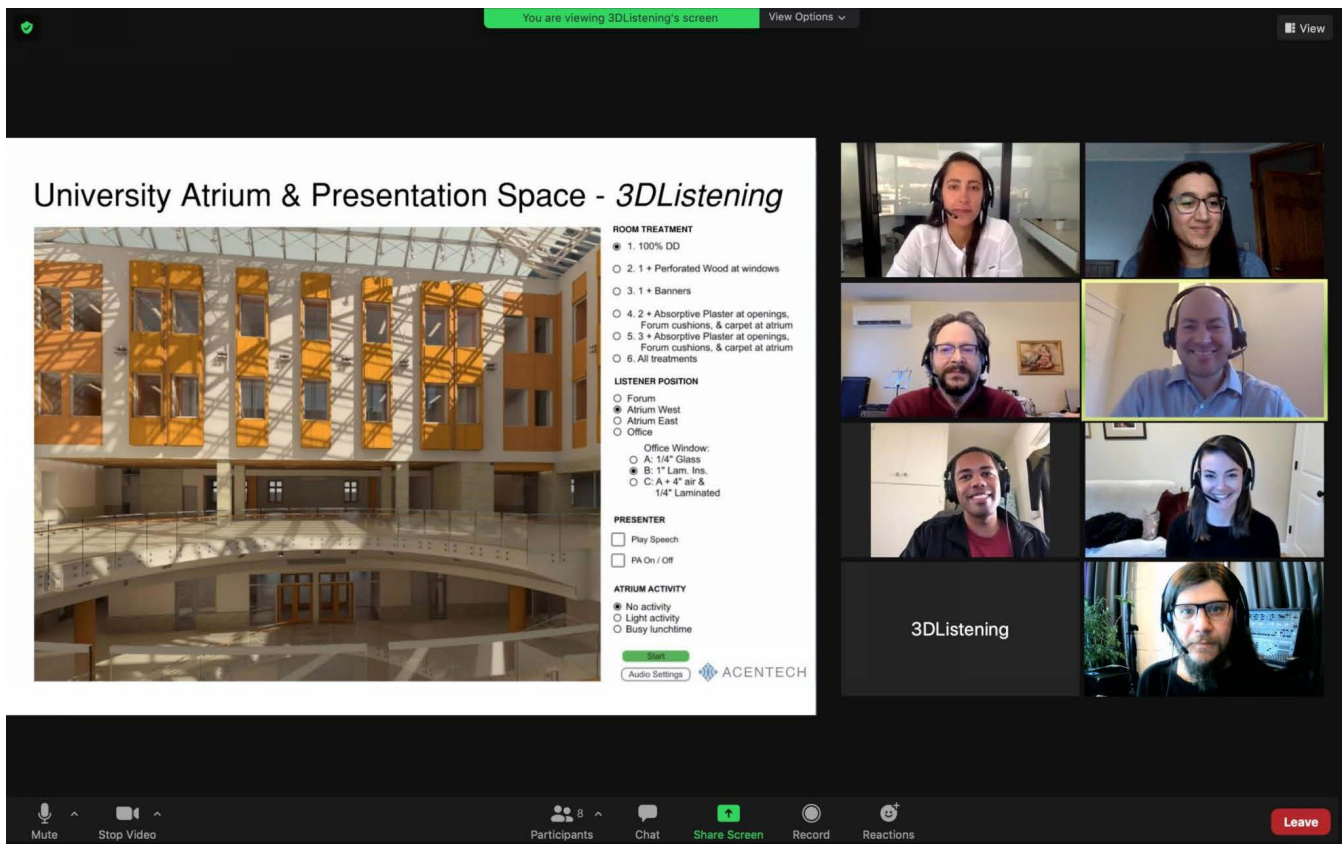 You are viewing 3DListening's screen
View Options
View
University Atrium & Presentation Space - 3DListening
ROOM TREATMENT
1. 100% DD
2. 1 + Perforated Wood at windows
3. 1 + Banners
4. 2 + Absorptive Plaster at openings,
Forum cushions, & carpet at atrium
5. 3 + Absorptive Plaster at openings,
Forum cushions, & carpet at atrium
6. All treatments
LISTENER POSITION
Forum
Atrium West
Atrium East
Office
Office Window:
A: 1/4" Glass
B: 1" Lam. Ins.
C: A + 4" air &
1/4" Laminated
PRESENTER
Play Speech
PA On / Off
ATRIUM ACTIVITY
No activity
Light activity
Busy lunchtime
Start
Audio Settings
ACENTECH
3DListening
Mute
Stop Video
8
Participants
Chat
Share Screen
Record
Reactions
Leave